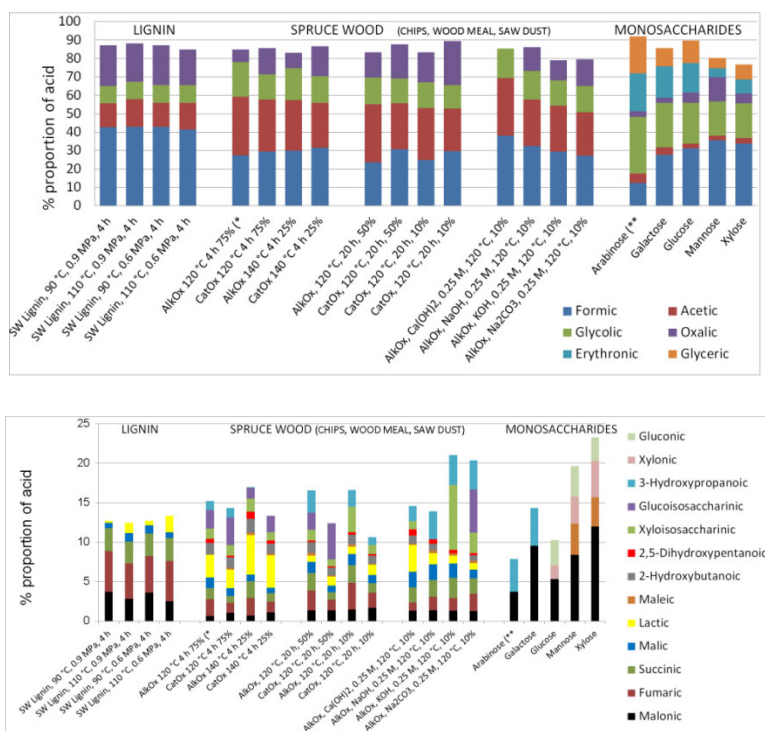 LIGNIN SPRUCE WOOD (CHIPS, WOOD MEAL, SAW DUST) MONOSACCHARIDES
% proportion of acid
100
90
80
70
60
50
40
30
20
10
0
SW Lignin, 90 °C, 0.9 MPa, 4 h
SW Lignin, 110 °C, 0.9 MPa, 4 h
SW Lignin, 90 °C, 0.6 MPa, 4 h
SW Lignin, 110 °C, 0.6 MPa, 4 h
AlkOx 120 °C 4 h 75% (*
CatOx 120 °C 4 h 75%
AlkOx 140 °C 4 h 25%
CatOx 140 °C 4 h 25%
AlkOx, 120 °C, 20 h, 50%
CatOx, 120 °C, 20 h, 50%
AlkOx, 120 °C, 20 h, 10%
CatOx, 120 °C, 20 h, 10%
AlkOx, Ca(OH)2, 0.25 M, 120 °C, 10%
AlkOx, NaOH, 0.25 M, 120 °C, 10%
AlkOx, KOH, 0.25 M, 120 °C, 10%
AlkOx, Na2CO3, 0.25 M, 120 °C, 10%
Arabinose (**
Galactose
Glucose
Mannose
Xylose
Formic Acetic
Glycolic Oxalic
Erythronic Glyceric
LIGNIN SPRUCE WOOD (CHIPS, WOOD MEAL, SAW DUST) MONOSACCHARIDES
% proportion of acid
25
20
15
10
5
0
SW Lignin, 90 °C, 0.9 MPa, 4 h
SW Lignin, 110 °C, 0.9 MPa, 4 h
SW Lignin, 90 °C, 0.6 MPa, 4 h
SW Lignin, 110 °C, 0.6 MPa, 4 h
AlkOx 120 °C 4 h 75% (*
CatOx 120 °C 4 h 75%
AlkOx 140 °C 4 h 25%
CatOx 140 °C 4 h 25%
AlkOx, 120 °C, 20 h, 50%
CatOx, 120 °C, 20 h, 50%
AlkOx, 120 °C, 20 h, 10%
CatOx, 120 °C, 20 h, 10%
AlkOx, Ca(OH)2, 0.25 M, 120 °C, 10%
AlkOx, NaOH, 0.25 M, 120 °C, 10%
AlkOx, KOH, 0.25 M, 120 °C, 10%
AlkOx, Na2CO3, 0.25 M, 120 °C, 10%
Arabinose (**
Galactose
Glucose
Mannose
Xylose
Gluconic
Xylonic
3-Hydroxypropanoic
Glucoisosaccharinic
Xyloisosaccharinic
2,5-Dihydroxypentanoic
2-Hydroxybutanoic
Maleic
Lactic
Malic
Succinic
Fumaric
Malonic